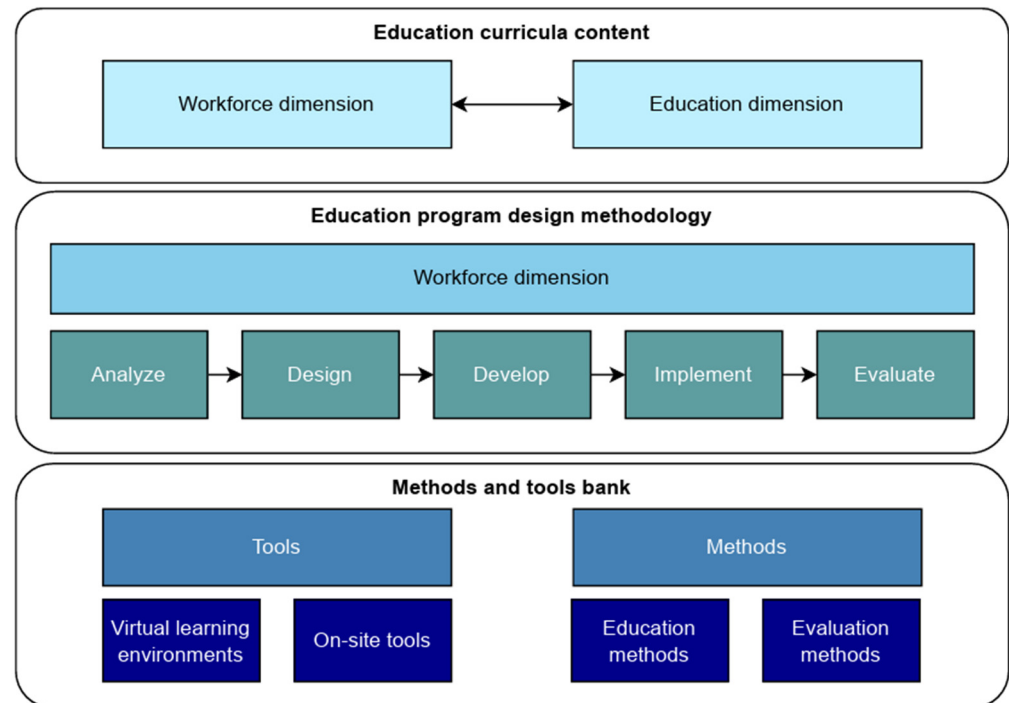 Education curricula content
Workforce dimension
Education dimension
Education program design methodology
Workforce dimension
Analyze
Design
Develop
Implement
Evaluate
Methods and tools bank
Tools
Methods
Virtual learning
environments
On-site tools
Education
methods
Evaluation
methods